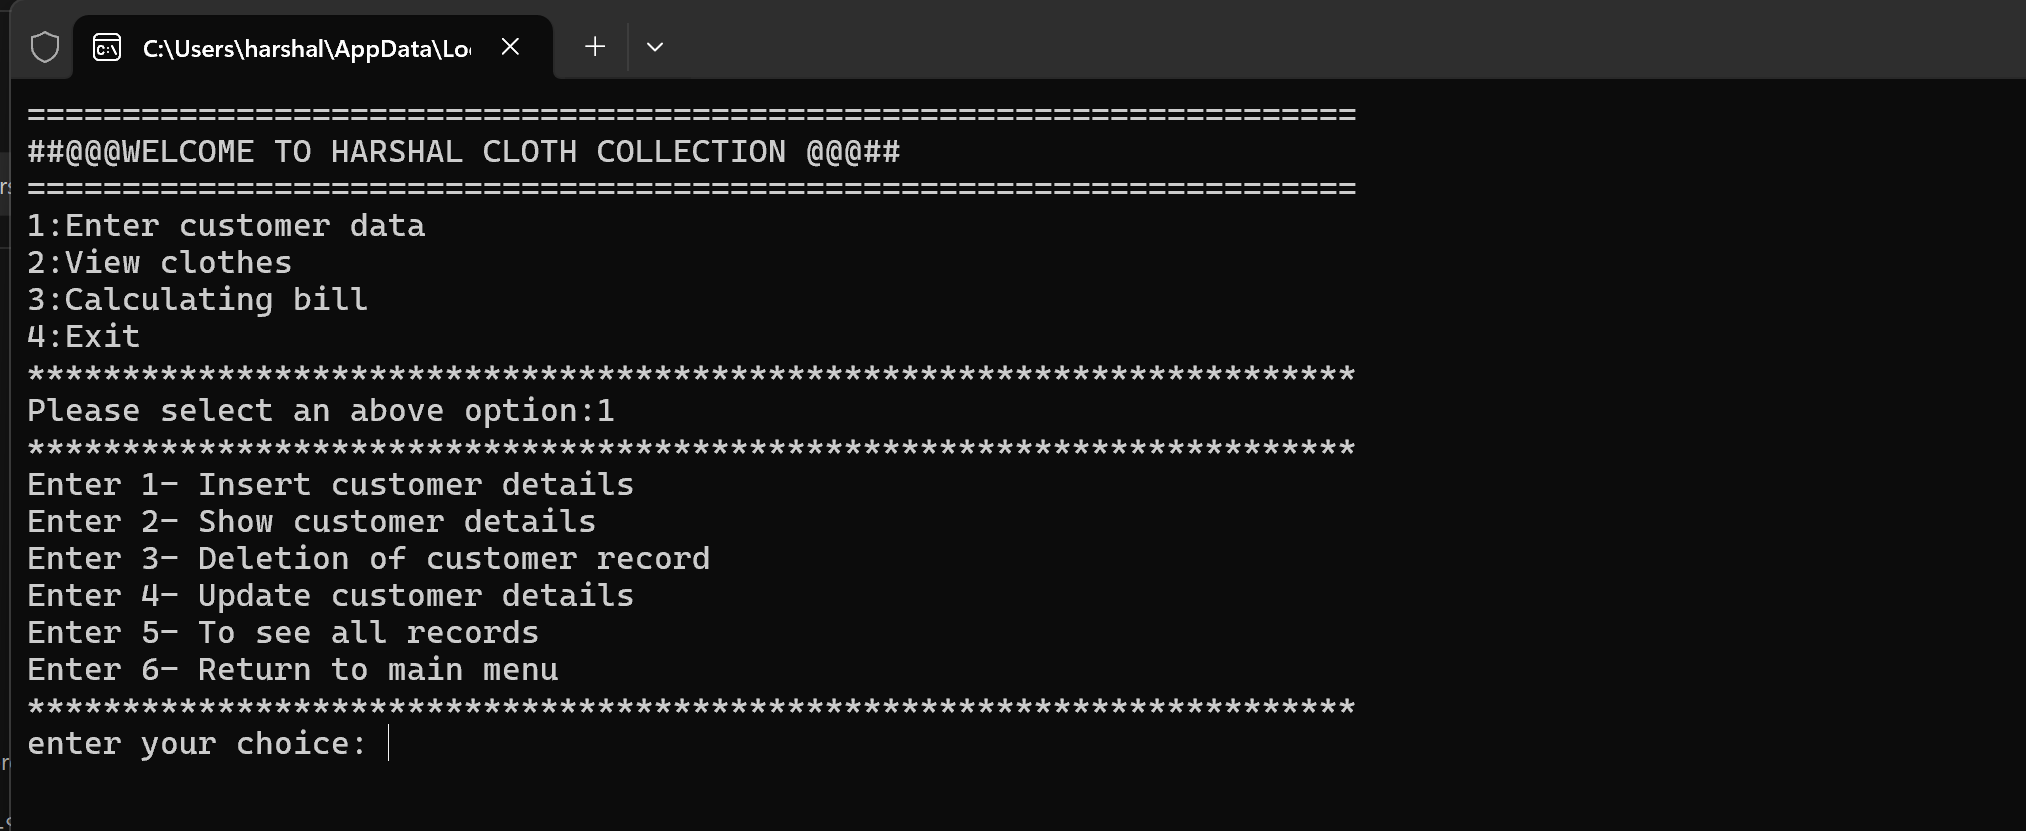 C:\Users\harshal\AppData\Loc
======================================================================
##@@@WELCOME TO HARSHAL CLOTH COLLECTION @@@##
======================================================================
1:Enter customer data
2:View clothes
3:Calculating bill
4:Exit
**********************************************************************
Please select an above option:1
**********************************************************************
Enter 1- Insert customer details
Enter 2- Show customer details
Enter 3- Deletion of customer record
Enter 4- Update customer details
Enter 5- To see all records
Enter 6- Return to main menu
**********************************************************************
enter your choice: